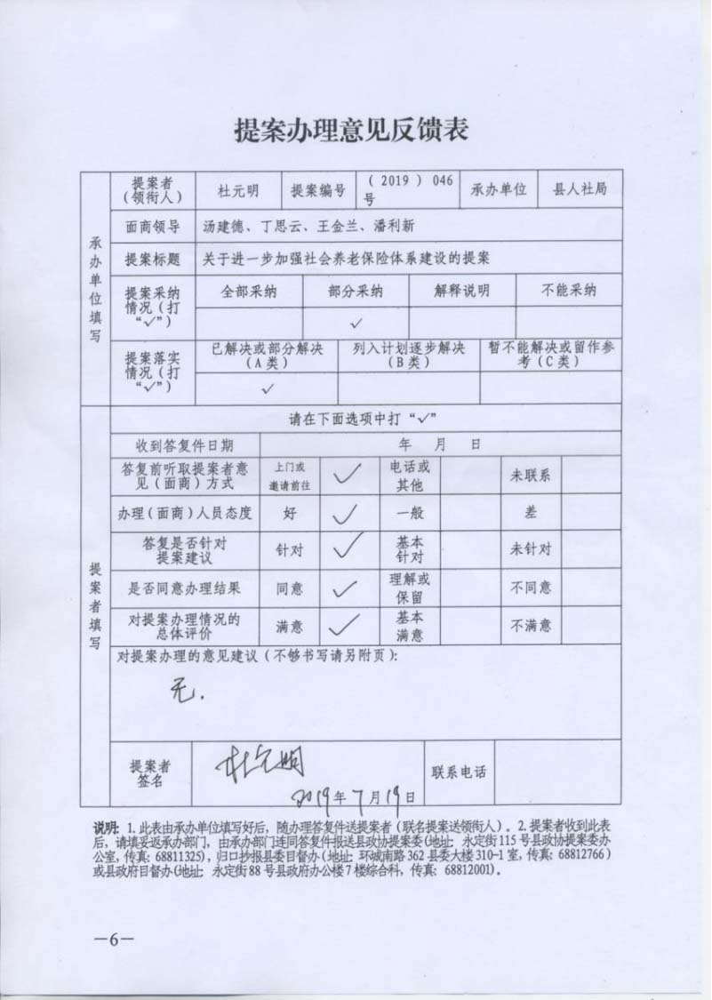 提案办理意见反馈表
承办单位填写
提案者
(领衔人)
杜元明
提案编号
(2019)046
号
承办单位
县人社局
面商领导
汤建德、丁思云、王金兰、潘利新
提案标题
关于进一步加强社会养老保险体系建设的提案
提案采纳
情况(打
“✓”)
全部采纳
部分采纳
解释说明
不能采纳
✓
提案落实
情况(打
“✓”)
已解决或部分解决
(A类)
列入计划逐步解决
(B类)
暂不能解决或留作参
考(C类)
✓
提案者填写
请在下面选项中打“✓”
收到答复件日期
年 月 日
答复前听取提案者意
见(面商)方式
上门或
邀请前往
✓
电话或
其他
未联系
办理(面商)人员态度
好
✓
一般
差
答复是否针对
提案建议
针对
✓
基本
针对
未针对
是否同意办理结果
同意
✓
理解或
保留
不同意
对提案办理情况的
总体评价
满意
✓
基本
满意
不满意
对提案办理的意见建议(不够书写请另附页):
无.
提案者
签名
杜元明
2019年7月19日
联系电话
说明: 1.此表由承办单位填写好后,随办理答复件送提案者(联名提案送领衔人)。2.提案者收到此表
后,请填妥返承办部门,由承办部门连同答复件报送县政协提案委(地址:永定街115号县政协提案委办
公室,传真:68811325),归口抄报县委目督办(地址:环城南路362县委大楼310-1室,传真:68812766)
或县政府目督办(地址:永定街88号县政府办公楼7楼综合科,传真:68812001)。
—6—